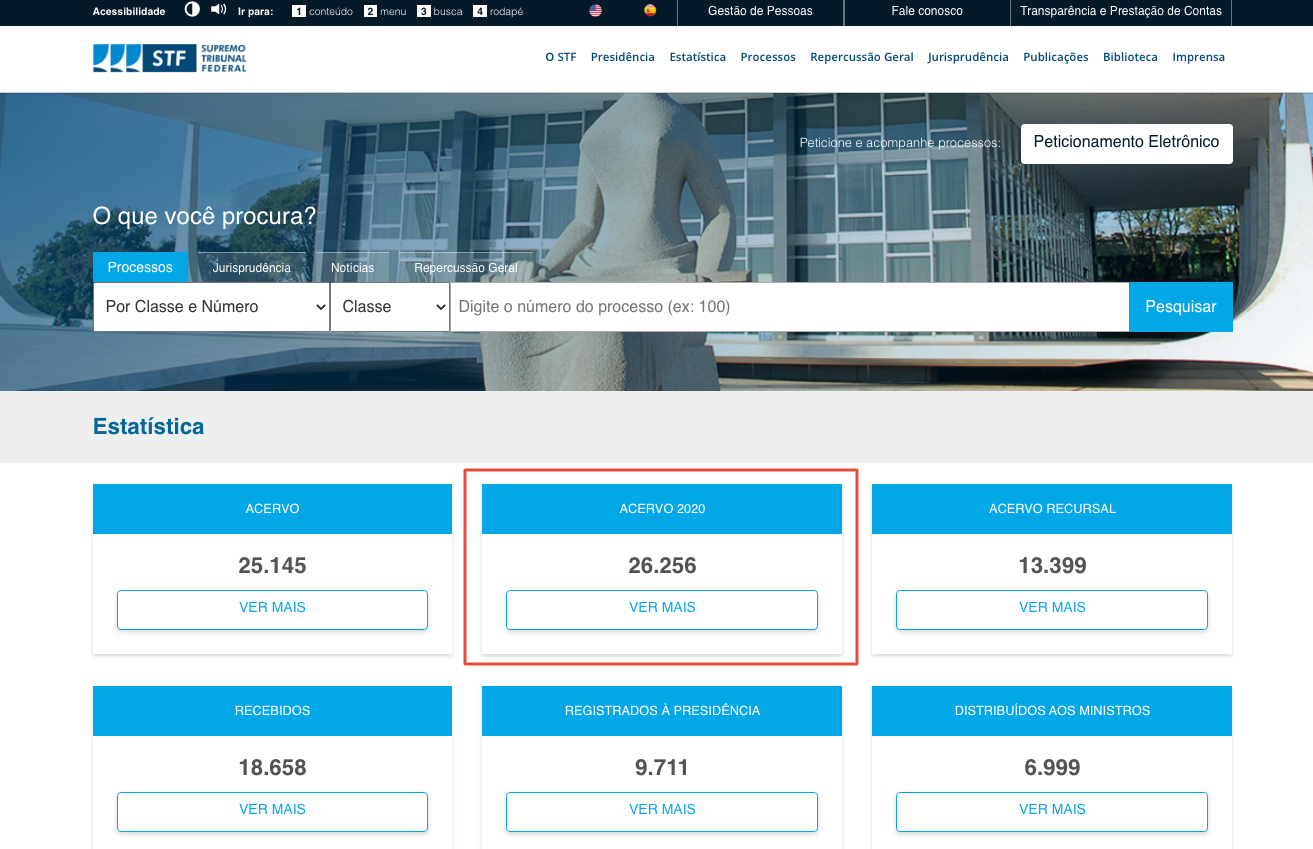 Acessibilidade Ir para: 1 conteúdo 2 menu 3 busca 4 rodapé Gestão de Pessoas Fale conosco Transparência e Prestação de Contas
STF SUPREMO TRIBUNAL FEDERAL
O STF Presidência Estatística Processos Repercussão Geral Jurisprudência Publicações Biblioteca Imprensa
Peticione e acompanhe processos: Peticionamento Eletrônico
O que você procura?
Processos Jurisprudência Notícias Repercussão Geral
Por Classe e Número Classe Digite o número do processo (ex: 100) Pesquisar
Estatística
ACERVO ACERVO 2020 ACERVO RECURSAL
25.145 26.256 13.399
VER MAIS VER MAIS VER MAIS
RECEBIDOS REGISTRADOS À PRESIDÊNCIA DISTRIBUÍDOS AOS MINISTROS
18.658 9.711 6.999
VER MAIS VER MAIS VER MAIS